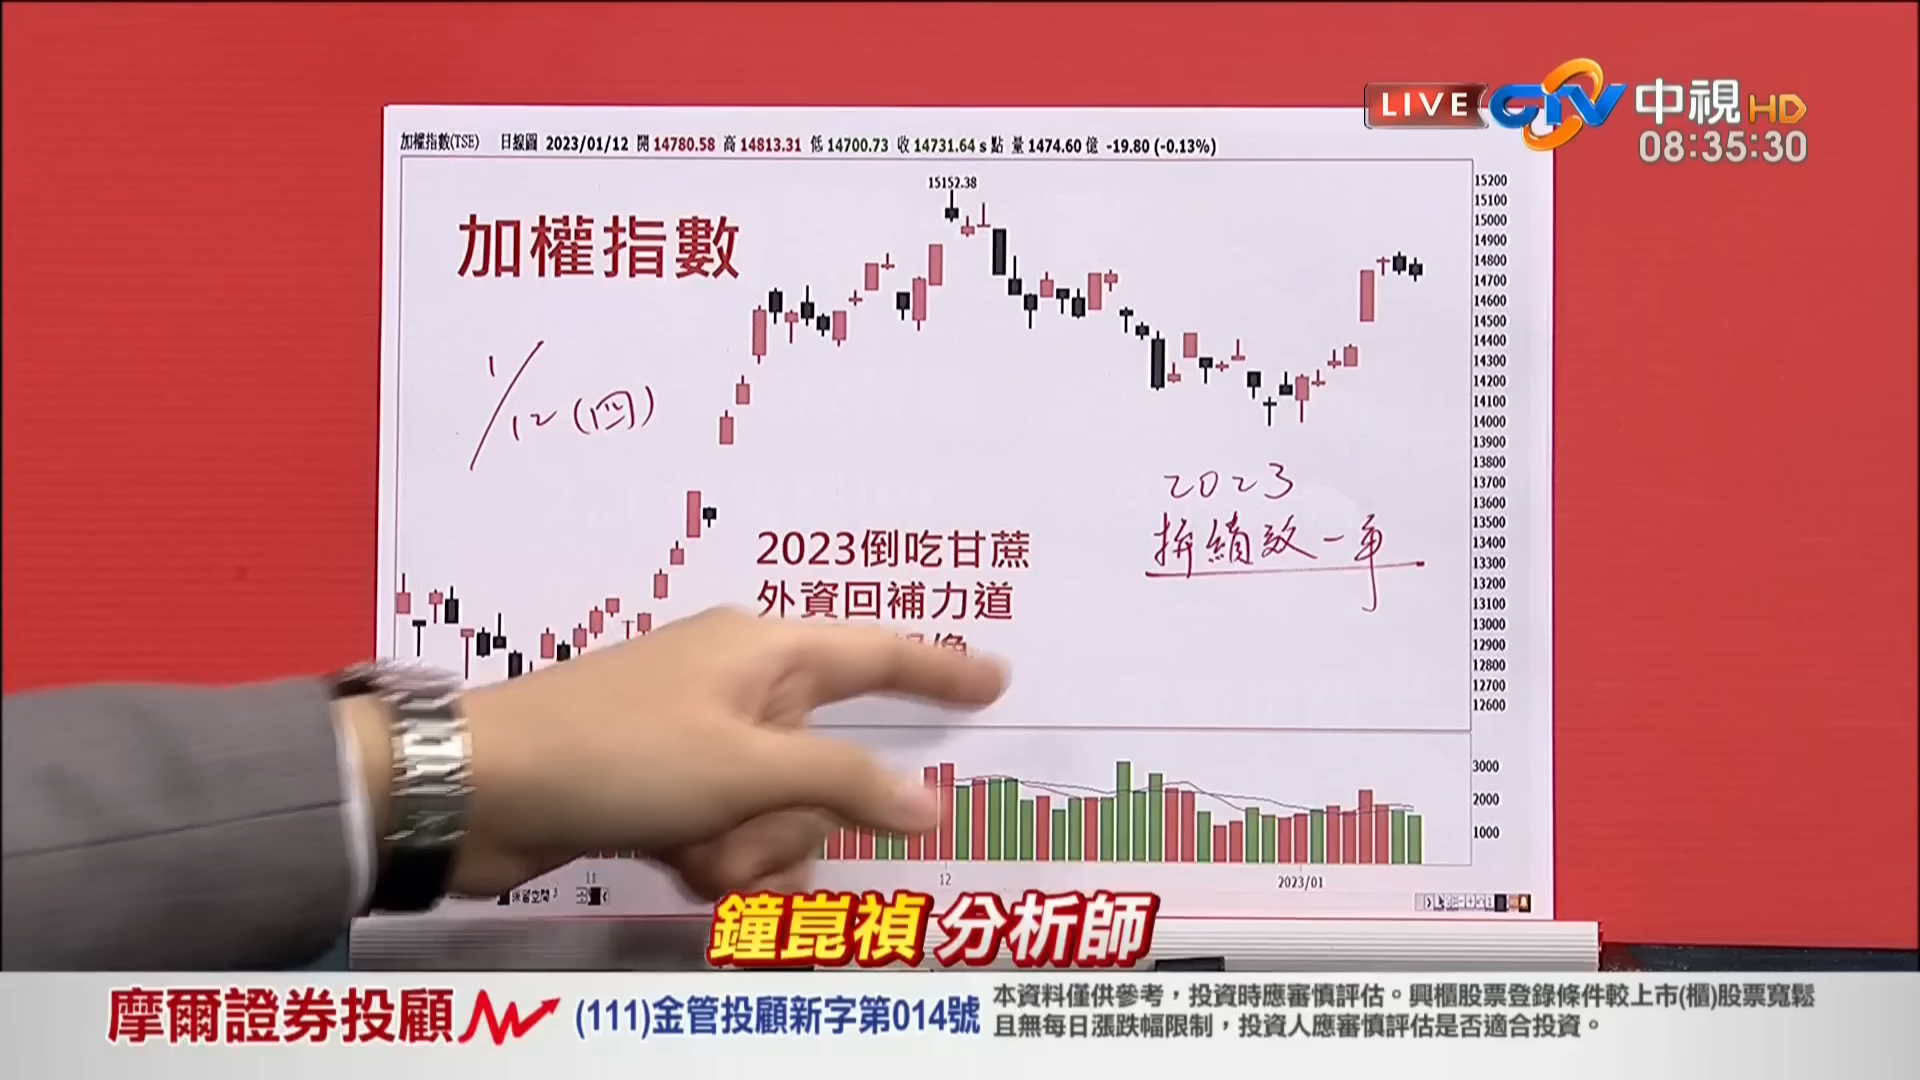 LIVE CTV 中視HD
08:35:30
加權指數(TSE) 日線圖 2023/01/12 開 14780.58 高 14813.31 低 14700.73 收 14731.64 s 點 量 1474.60 億 -19.80 (-0.13%)
15152.38
加權指數
1/12(四)
2023
拚績效一年
2023倒吃甘蔗
外資回補力道
15200
15100
15000
14900
14800
14700
14600
14500
14400
14300
14200
14100
14000
13900
13800
13700
13600
13500
13400
13300
13200
13100
13000
12900
12800
12700
12600
3000
2000
1000
11 12 2023/01
鐘崑禎 分析師
摩爾證券投顧 (111)金管投顧新字第014號
本資料僅供參考，投資時應審慎評估。興櫃股票登錄條件較上市(櫃)股票寬鬆
且無每日漲跌幅限制，投資人應審慎評估是否適合投資。